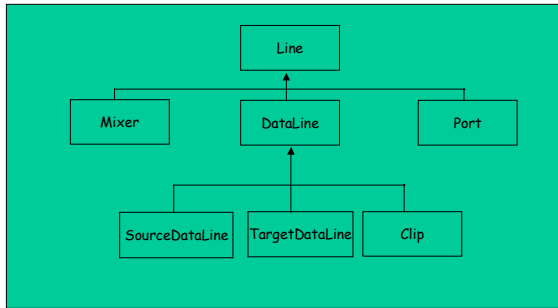 Line
Mixer
DataLine
Port
SourceDataLine
TargetDataLine
Clip